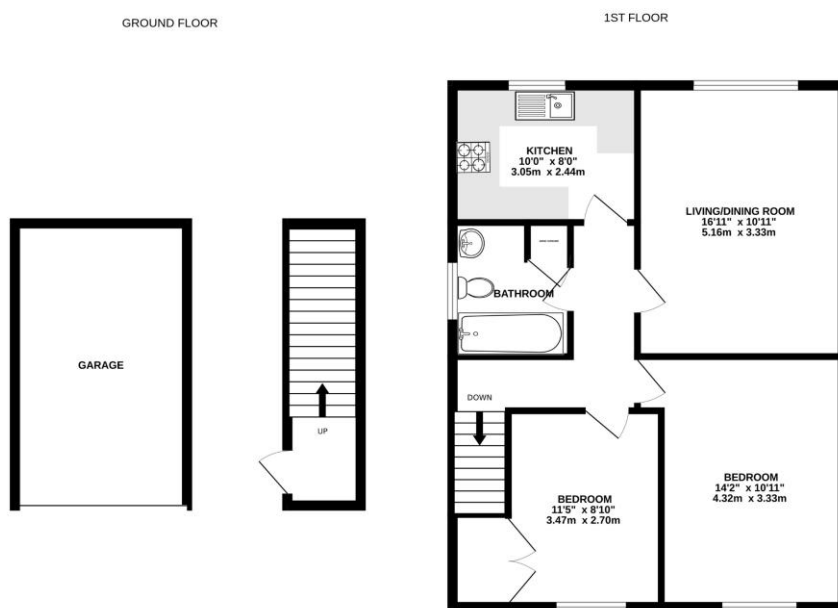 GROUND FLOOR
1ST FLOOR
KITCHEN
10'0" x 8'0"
3.05m x 2.44m
LIVING/DINING ROOM
16'11" x 10'11"
5.16m x 3.33m
BATHROOM
GARAGE
UP
DOWN
BEDROOM
11'5" x 8'10"
3.47m x 2.70m
BEDROOM
14'2" x 10'11"
4.32m x 3.33m